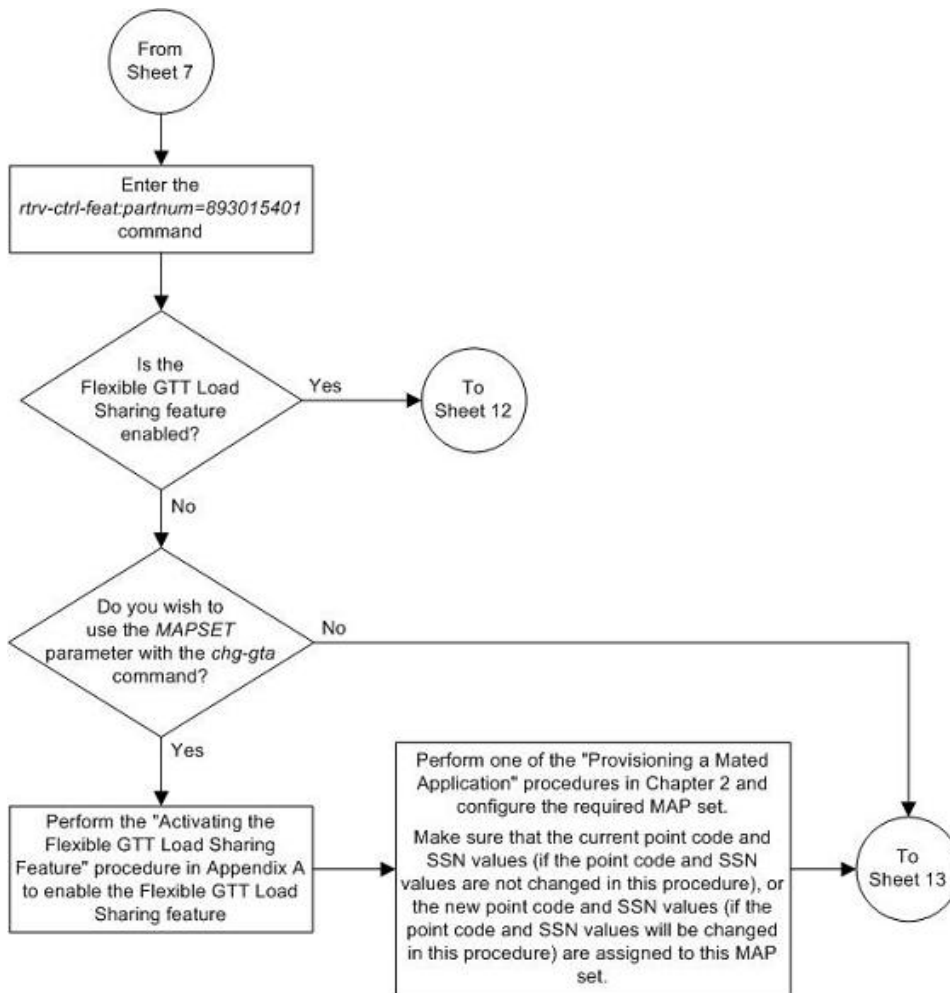 From
Sheet 7
Enter the
rtrv-ctrl-feat:partnum=893015401
command
Is the
Flexible GTT Load
Sharing feature
enabled?
Yes
To
Sheet 12
No
Do you wish to
use the MAPSET
parameter with the chg-gta
command?
No
Yes
Perform the "Activating the
Flexible GTT Load Sharing
Feature" procedure in Appendix A
to enable the Flexible GTT Load
Sharing feature
Perform one of the "Provisioning a Mated
Application" procedures in Chapter 2 and
configure the required MAP set.
Make sure that the current point code and
SSN values (if the point code and SSN
values are not changed in this procedure), or
the new point code and SSN values (if the
point code and SSN values will be changed
in this procedure) are assigned to this MAP
set.
To
Sheet 13